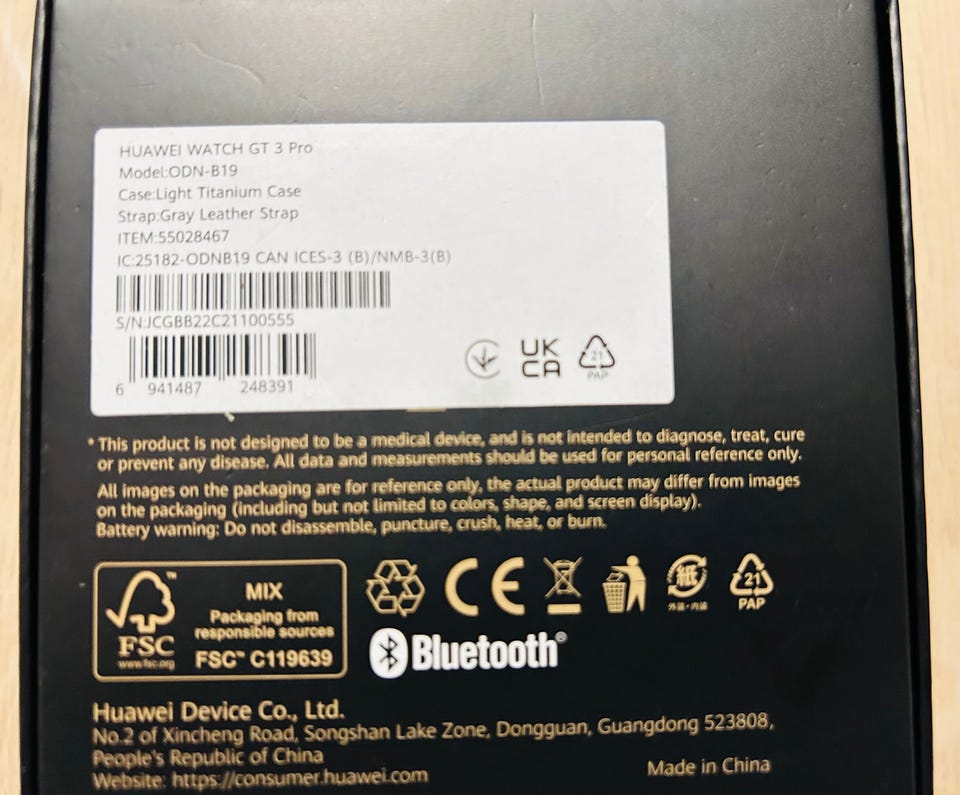 HUAWEI WATCH GT 3 Pro
Model:ODN-B19
Case:Light Titanium Case
Strap:Gray Leather Strap
ITEM:55028467
IC:25182-ODNB19 CAN ICES-3 (B)/NMB-3(B)
S/N:JCGBB22C21100555
6 941487 248391
UK
CA
21
PAP
* This product is not designed to be a medical device, and is not intended to diagnose, treat, cure
or prevent any disease. All data and measurements should be used for personal reference only.
All images on the packaging are for reference only, the actual product may differ from images
on the packaging (including but not limited to colors, shape, and screen display).
Battery warning: Do not disassemble, puncture, crush, heat, or burn.
FSC
www.fsc.org
MIX
Packaging from
responsible sources
FSC™ C119639
CE
紙
外装・内装
21
PAP
Bluetooth®
Huawei Device Co., Ltd.
No.2 of Xincheng Road, Songshan Lake Zone, Dongguan, Guangdong 523808,
People's Republic of China
Website: https://consumer.huawei.com
Made in China